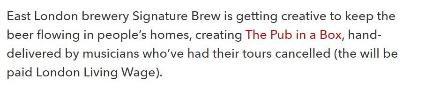 East London brewery Signature Brew is getting creative to keep the
beer flowing in people's homes, creating The Pub in a Box, hand-
delivered by musicians who've had their tours cancelled (the will be
paid London Living Wage).